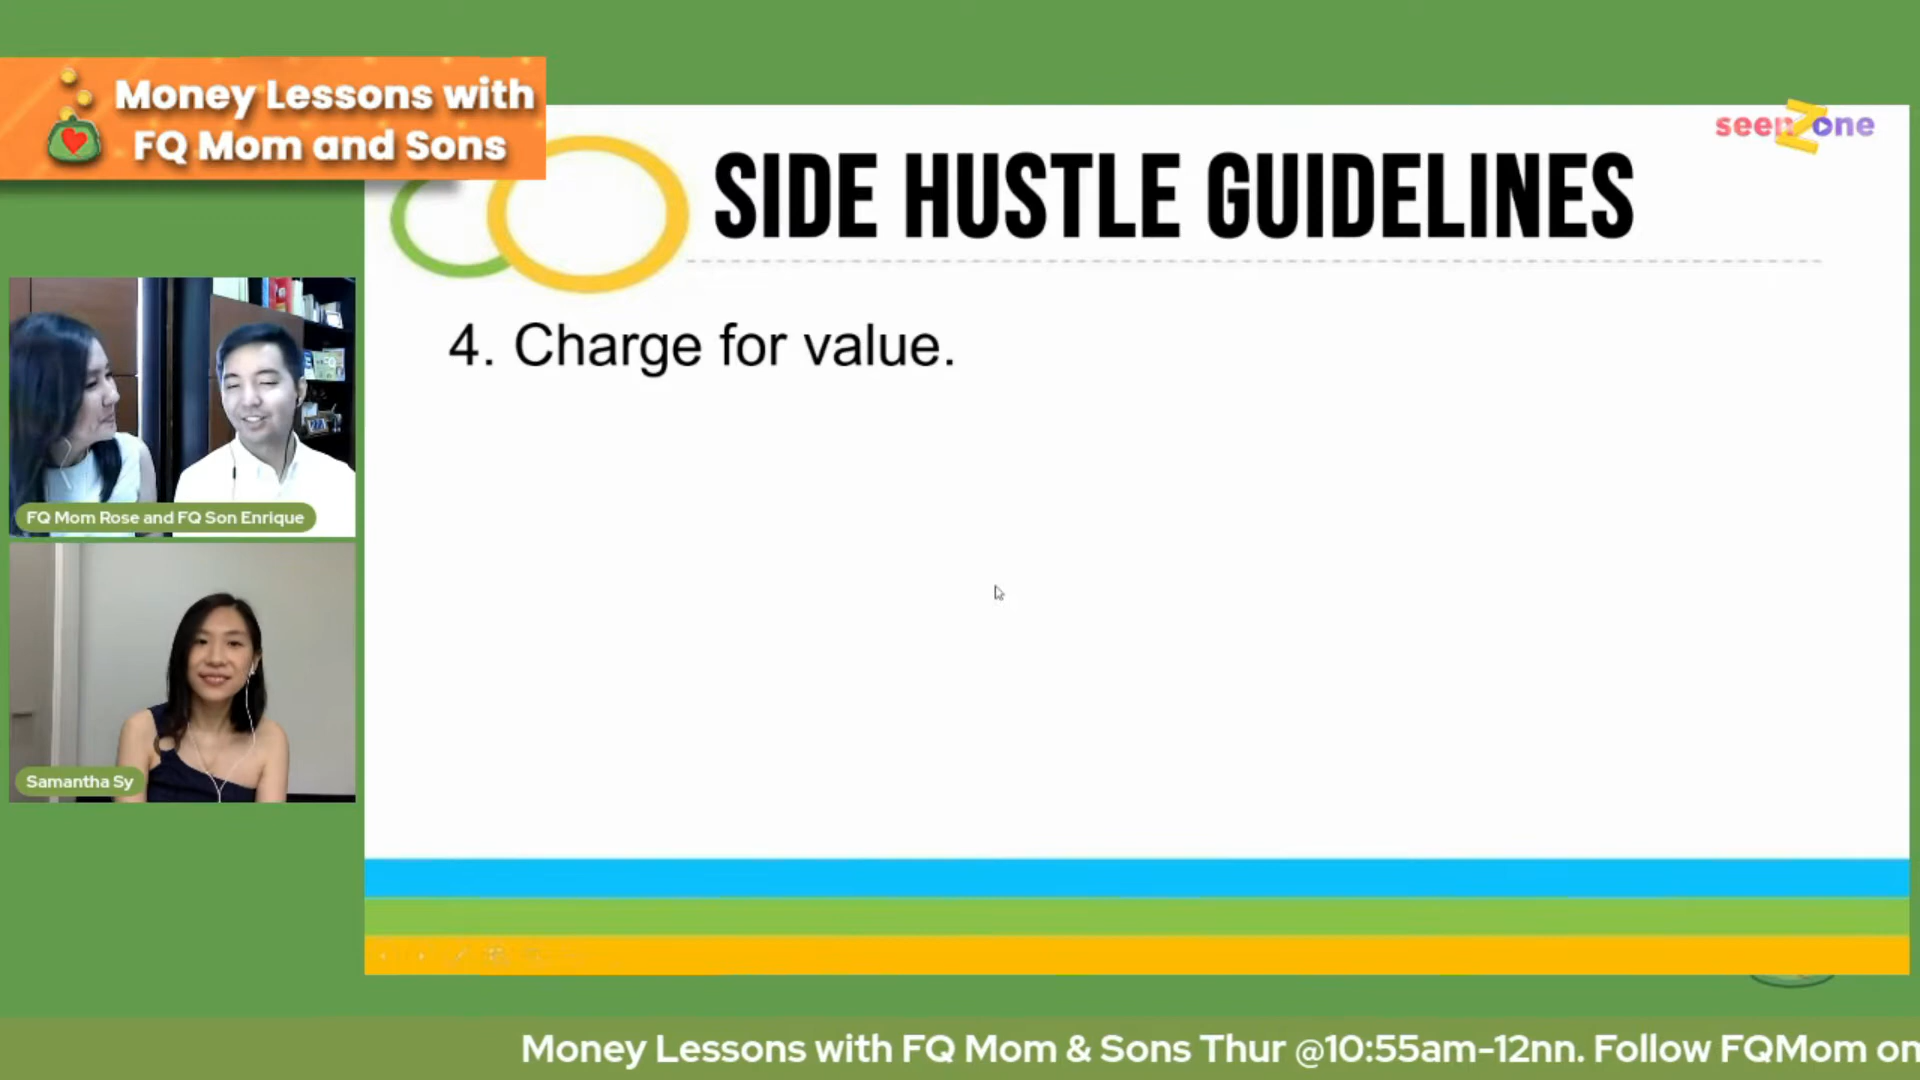 Money Lessons with
FQ Mom and Sons
seenZone
SIDE HUSTLE GUIDELINES
4. Charge for value.
FQ Mom Rose and FQ Son Enrique
Samantha Sy
Money Lessons with FQ Mom & Sons Thur @10:55am-12nn. Follow FQMom on